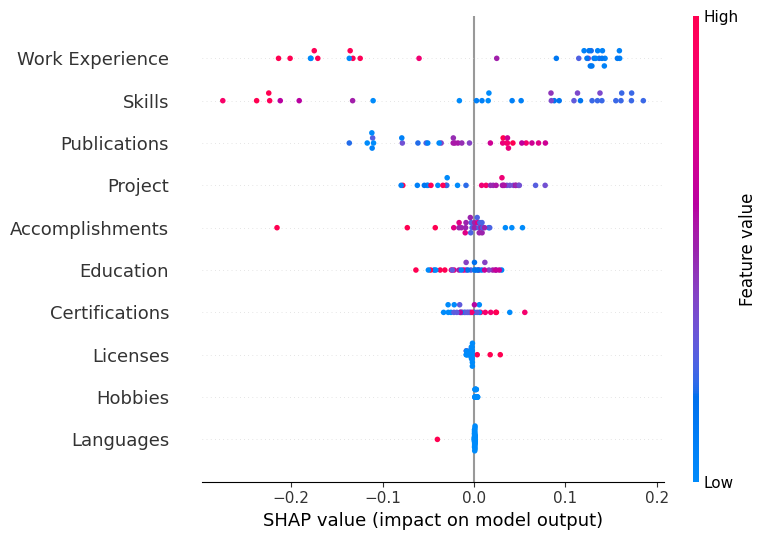 High
Work Experience
Skills
Publications
Project
Accomplishments
Education
Certifications
Licenses
Hobbies
Languages
Feature value
Low
−0.2 −0.1 0.0 0.1 0.2
SHAP value (impact on model output)